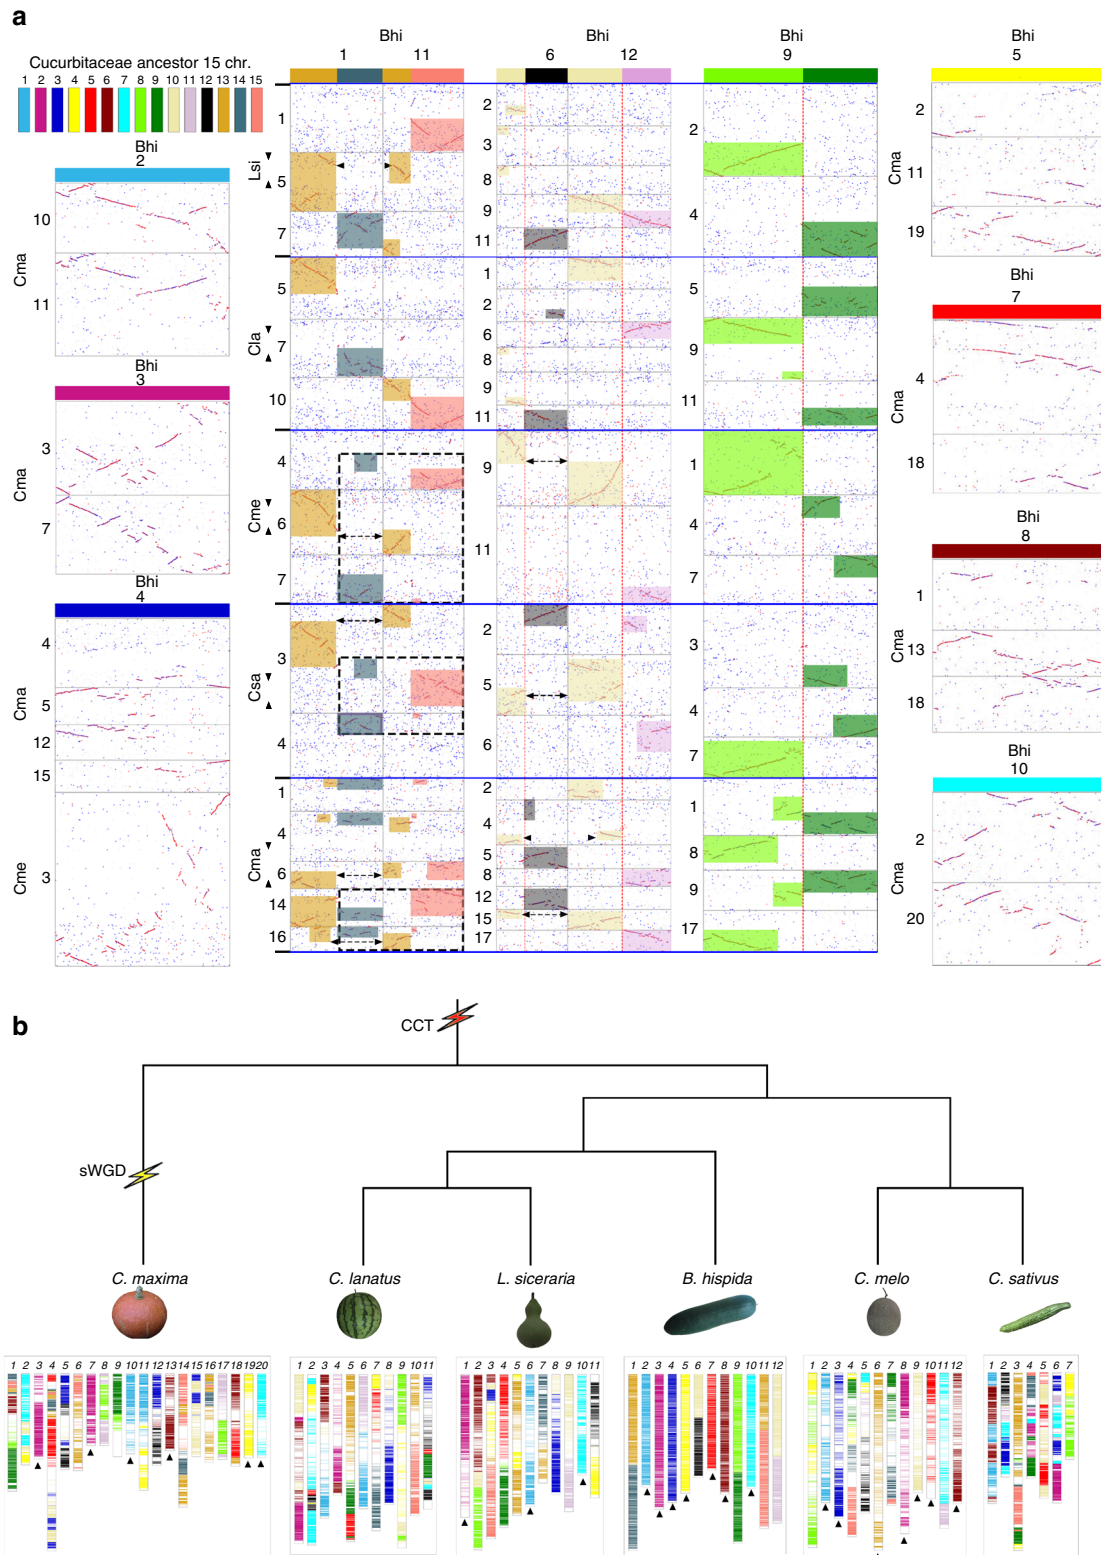 a
Cucurbitaceae ancestor 15 chr.
1 2 3 4 5 6 7 8 9 10 11 12 13 14 15
Bhi
2
Cma
10
11
Bhi
3
Cma
3
7
Bhi
4
Cma
4
5
12
15
Cme
3
Bhi
1 11
Bhi
6 12
Bhi
9
Lsi
1
5
7
2
3
8
9
11
2
4
Cla
5
7
10
1
2
6
8
9
11
5
9
11
Cme
4
6
7
9
11
1
4
7
Csa
3
4
2
5
6
3
4
7
Cma
1
4
6
14
16
2
4
5
8
12
15
17
1
8
9
17
Bhi
5
Cma
2
11
19
Bhi
7
Cma
4
18
Bhi
8
Cma
1
13
18
Bhi
10
Cma
2
20
b
CCT
sWGD
C. maxima
C. lanatus
L. siceraria
B. hispida
C. melo
C. sativus
1 2 3 4 5 6 7 8 9 10 11 12 13 14 15 16 17 18 19 20
1 2 3 4 5 6 7 8 9 10 11
1 2 3 4 5 6 7 8 9 10 11
1 2 3 4 5 6 7 8 9 10 11 12
1 2 3 4 5 6 7 8 9 10 11 12
1 2 3 4 5 6 7